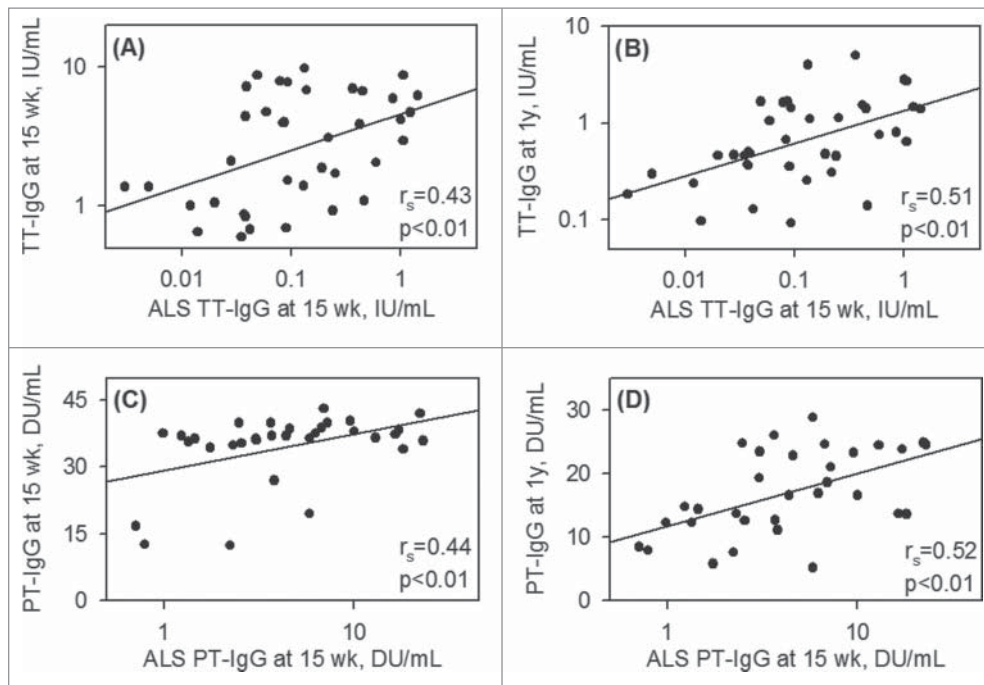 (A)
TT-IgG at 15 wk, IU/mL
10
1
r_s=0.43
p<0.01
0.01 0.1 1
ALS TT-IgG at 15 wk, IU/mL
(B)
TT-IgG at 1y, IU/mL
10
1
0.1
r_s=0.51
p<0.01
0.01 0.1 1
ALS TT-IgG at 15 wk, IU/mL
(C)
PT-IgG at 15 wk, DU/mL
45
30
15
0
r_s=0.44
p<0.01
1 10
ALS PT-IgG at 15 wk, DU/mL
(D)
PT-IgG at 1y, DU/mL
30
20
10
0
r_s=0.52
p<0.01
1 10
ALS PT-IgG at 15 wk, DU/mL